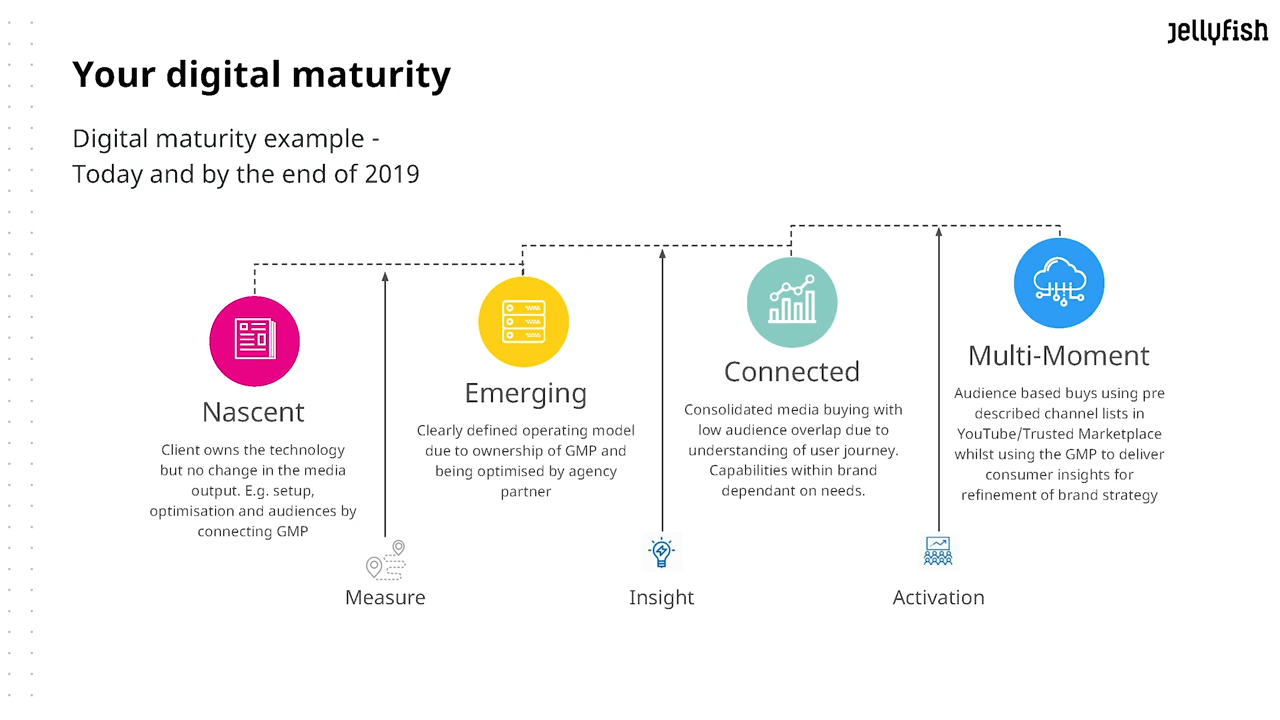 Jellyfish
Your digital maturity
Digital maturity example -
Today and by the end of 2019
Nascent
Client owns the technology
but no change in the media
output. E.g. setup,
optimisation and audiences by
connecting GMP
Emerging
Clearly defined operating model
due to ownership of GMP and
being optimised by agency
partner
Connected
Consolidated media buying with
low audience overlap due to
understanding of user journey.
Capabilities within brand
dependant on needs.
Multi-Moment
Audience based buys using pre
described channel lists in
YouTube/Trusted Marketplace
whilst using the GMP to deliver
consumer insights for
refinement of brand strategy
Measure
Insight
Activation